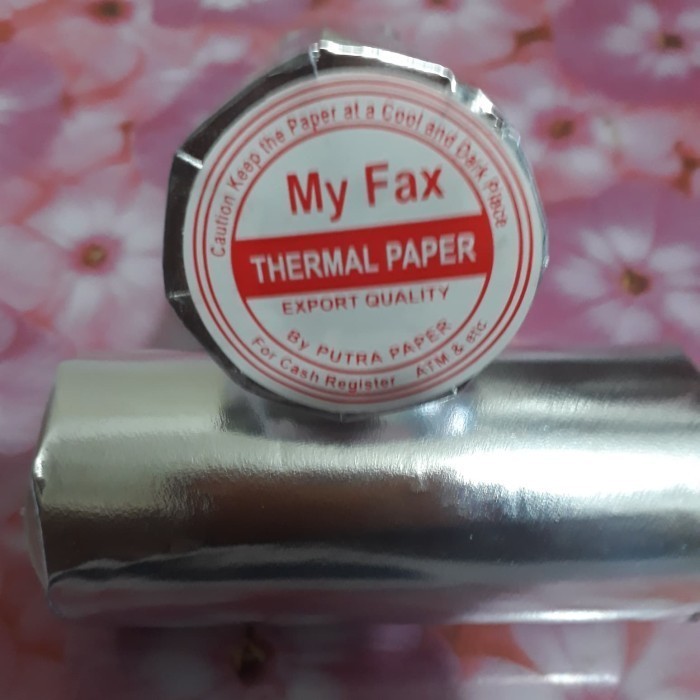 Caution Keep the Paper at a Cool and Dark Place
My Fax
THERMAL PAPER
EXPORT QUALITY
By PUTRA PAPER
For Cash Register ATM & etc